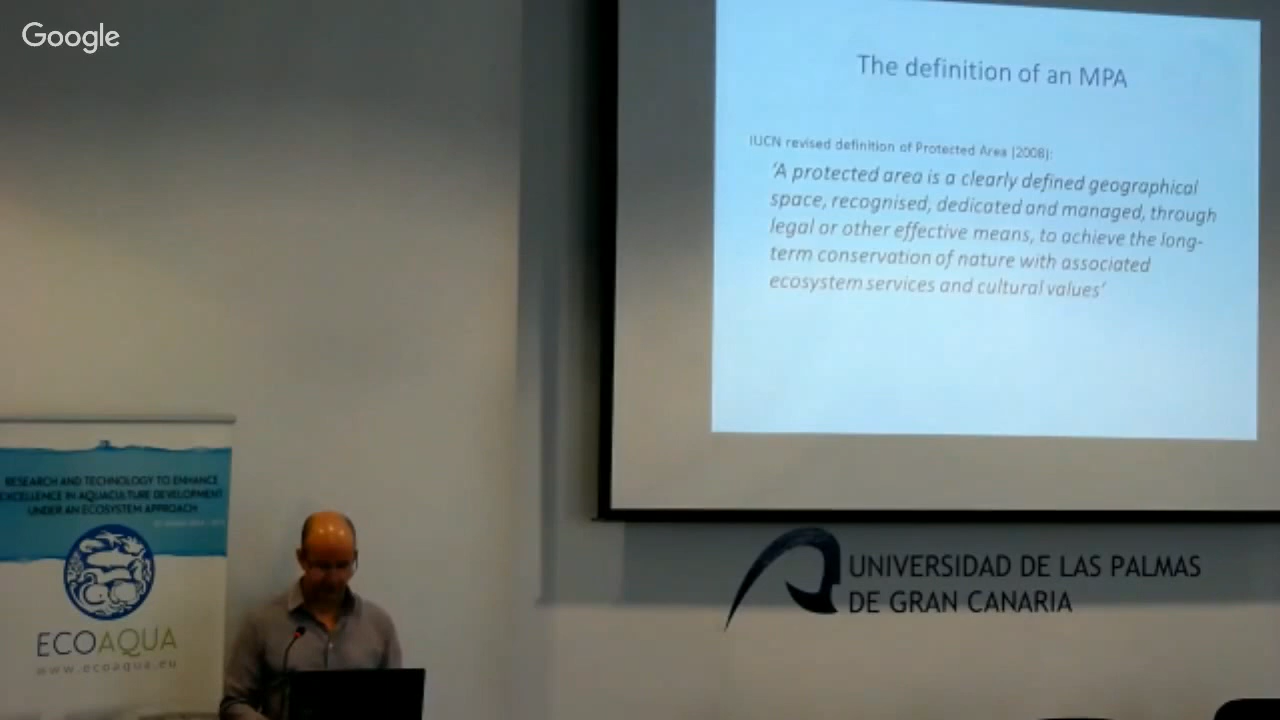 Google
The definition of an MPA
IUCN revised definition of Protected Area (2008):
'A protected area is a clearly defined geographical
space, recognised, dedicated and managed, through
legal or other effective means, to achieve the long-
term conservation of nature with associated
ecosystem services and cultural values'
RESEARCH AND TECHNOLOGY TO ENHANCE
EXCELLENCE IN AQUACULTURE DEVELOPMENT
UNDER AN ECOSYSTEM APPROACH
ECOAQUA
www.ecoaqua.eu
UNIVERSIDAD DE LAS PALMAS
DE GRAN CANARIA